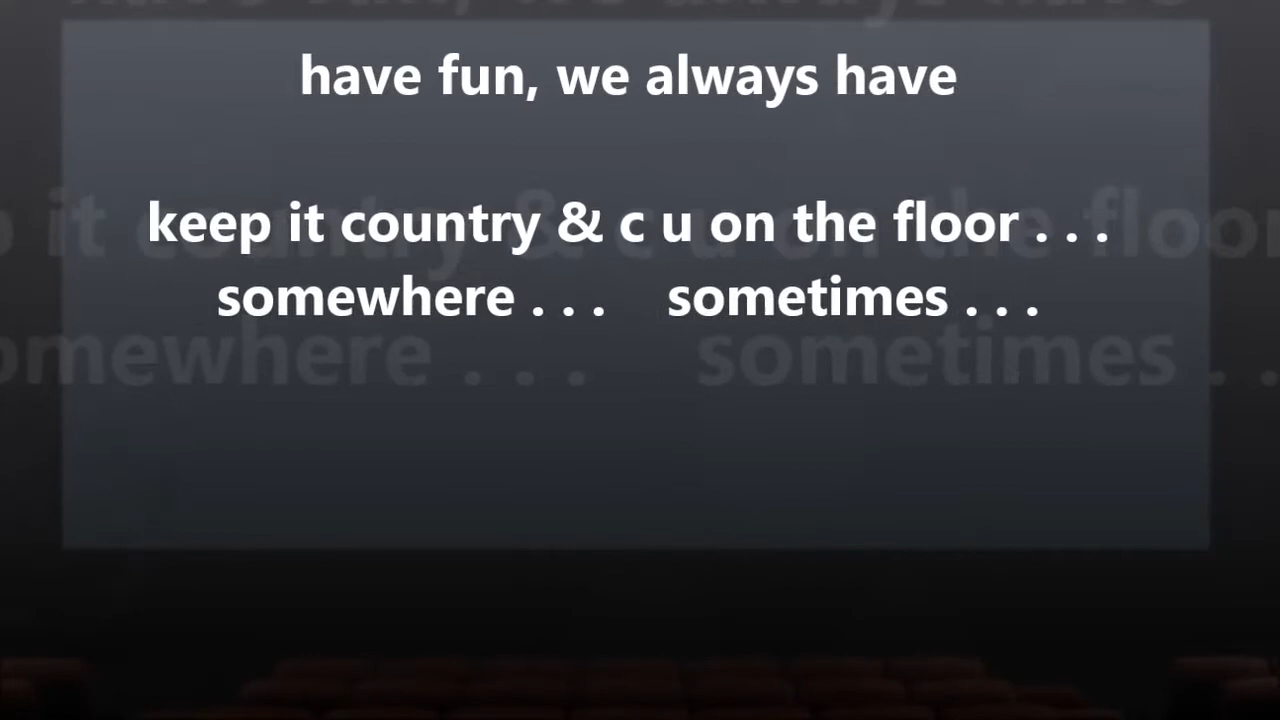 have fun, we always have
keep it country & c u on the floor . . .
somewhere . . . sometimes . . .